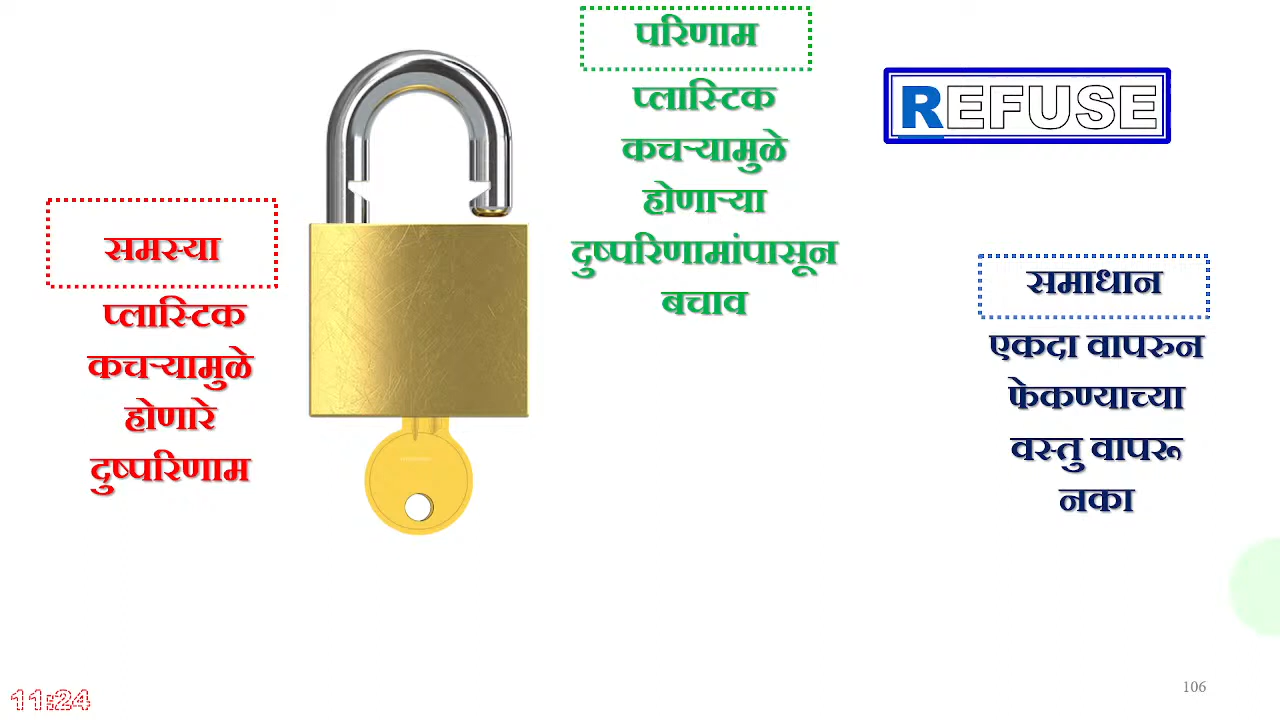 परिणाम
प्लास्टिक
कचऱ्यामुळे
होणाऱ्या
दुष्परिणामांपासून
बचाव
REFUSE
समस्या
प्लास्टिक
कचऱ्यामुळे
होणारे
दुष्परिणाम
समाधान
एकदा वापरुन
फेकण्याच्या
वस्तु वापरू
नका
11:24
106